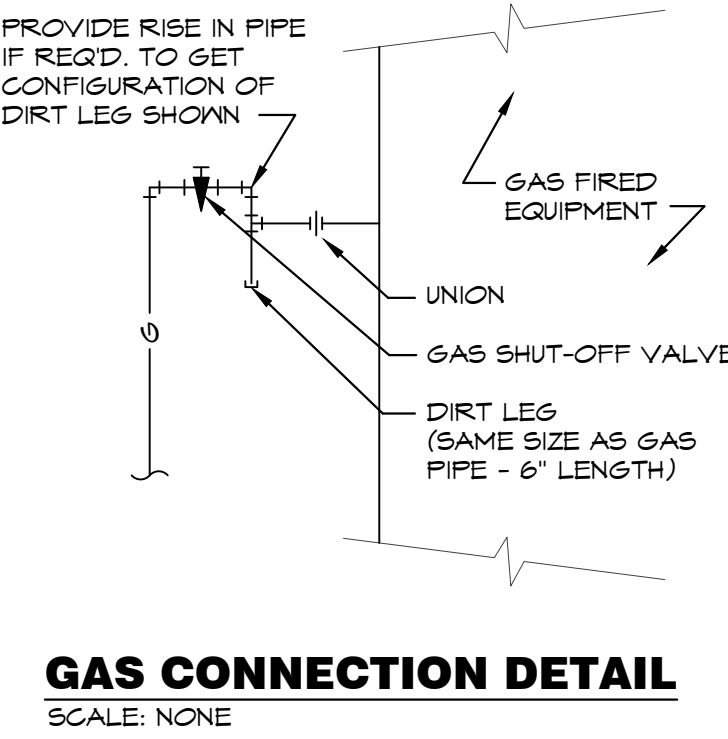 PROVIDE RISE IN PIPE
IF REQ'D. TO GET
CONFIGURATION OF
DIRT LEG SHOWN
GAS FIRED
EQUIPMENT
G
UNION
GAS SHUT-OFF VALVE
DIRT LEG
(SAME SIZE AS GAS
PIPE - 6" LENGTH)
GAS CONNECTION DETAIL
SCALE: NONE